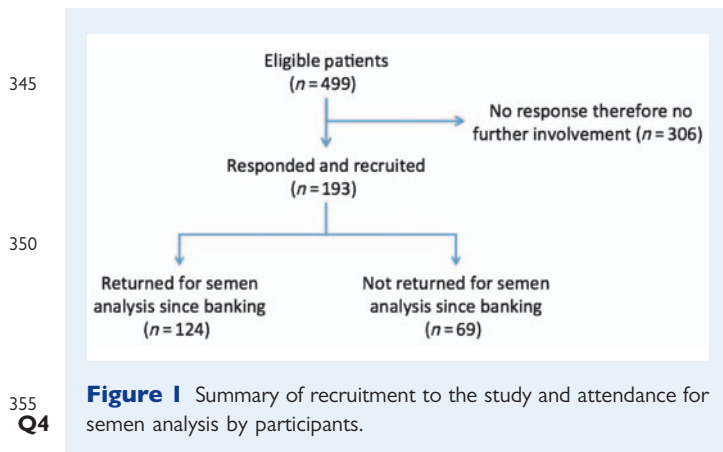 345
Eligible patients
(n=499)
No response therefore no
further involvement (n=306)
Responded and recruited
(n=193)
350
Returned for semen
analysis since banking
(n=124)
Not returned for semen
analysis since banking
(n=69)
355
Q4
Figure 1 Summary of recruitment to the study and attendance for
semen analysis by participants.